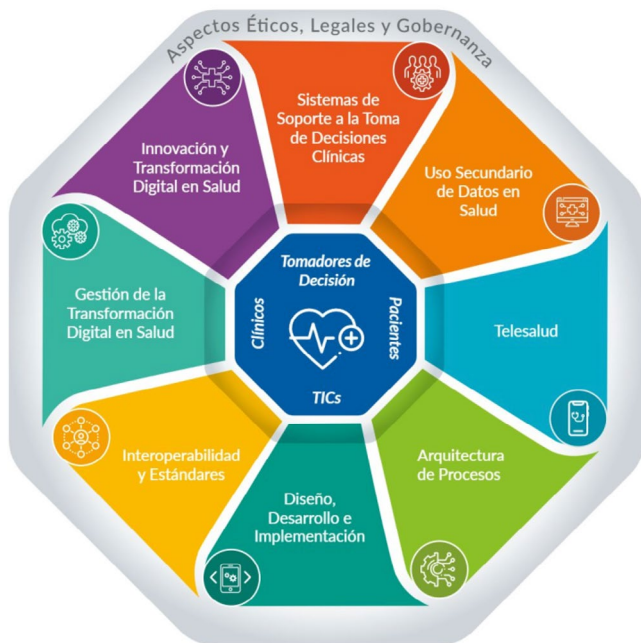 Aspectos Éticos, Legales y Gobernanza
Sistemas de
Soporte a la Toma
de Decisiones
Clínicas
Innovación y
Transformación
Digital en Salud
Uso Secundario
de Datos en
Salud
Gestión de la
Transformación
Digital en Salud
Tomadores de
Decisión
Clínicos
Pacientes
TICs
Telesalud
Interoperabilidad
y Estándares
Arquitectura
de Procesos
Diseño,
Desarrollo e
Implementación